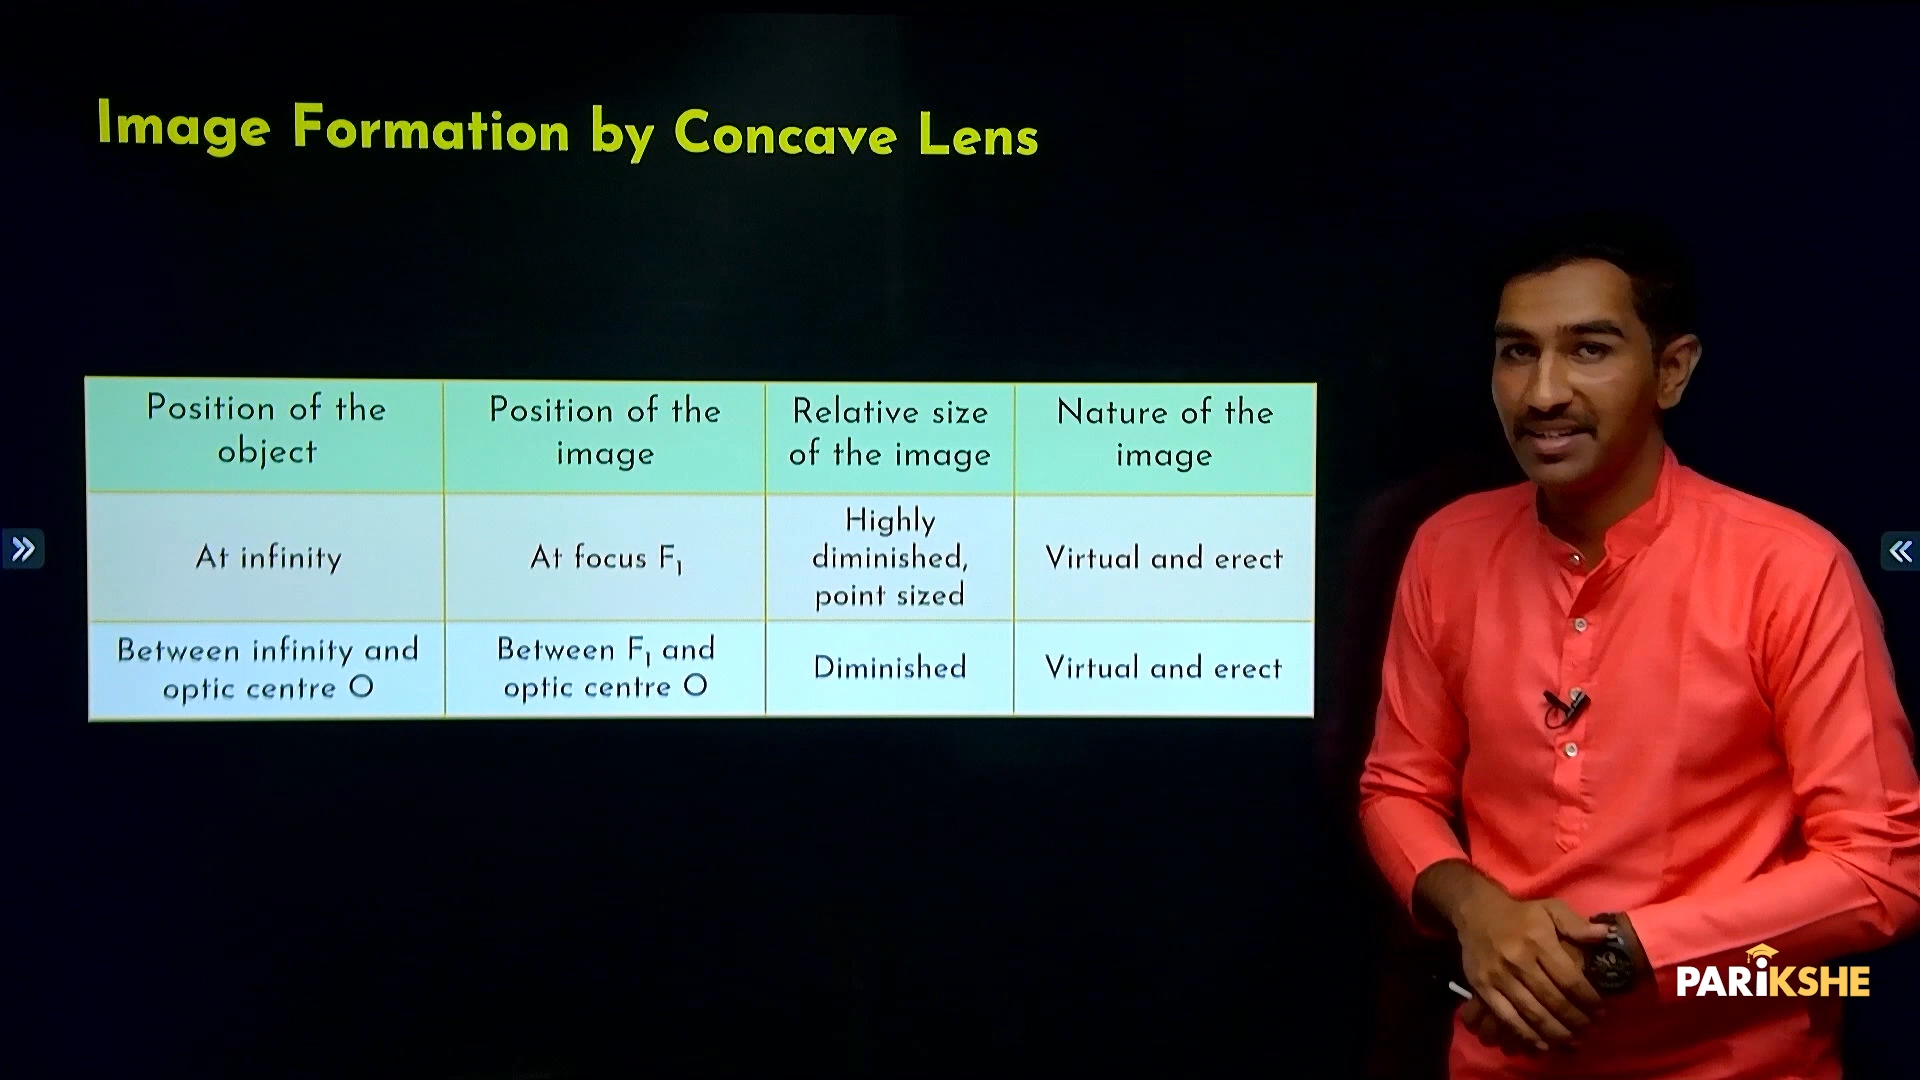 Image Formation by Concave Lens
Position of the
object
Position of the
image
Relative size
of the image
Nature of the
image
At infinity
At focus F₁
Highly
diminished,
point sized
Virtual and erect
Between infinity and
optic centre O
Between F₁ and
optic centre O
Diminished
Virtual and erect
PARiKSHE